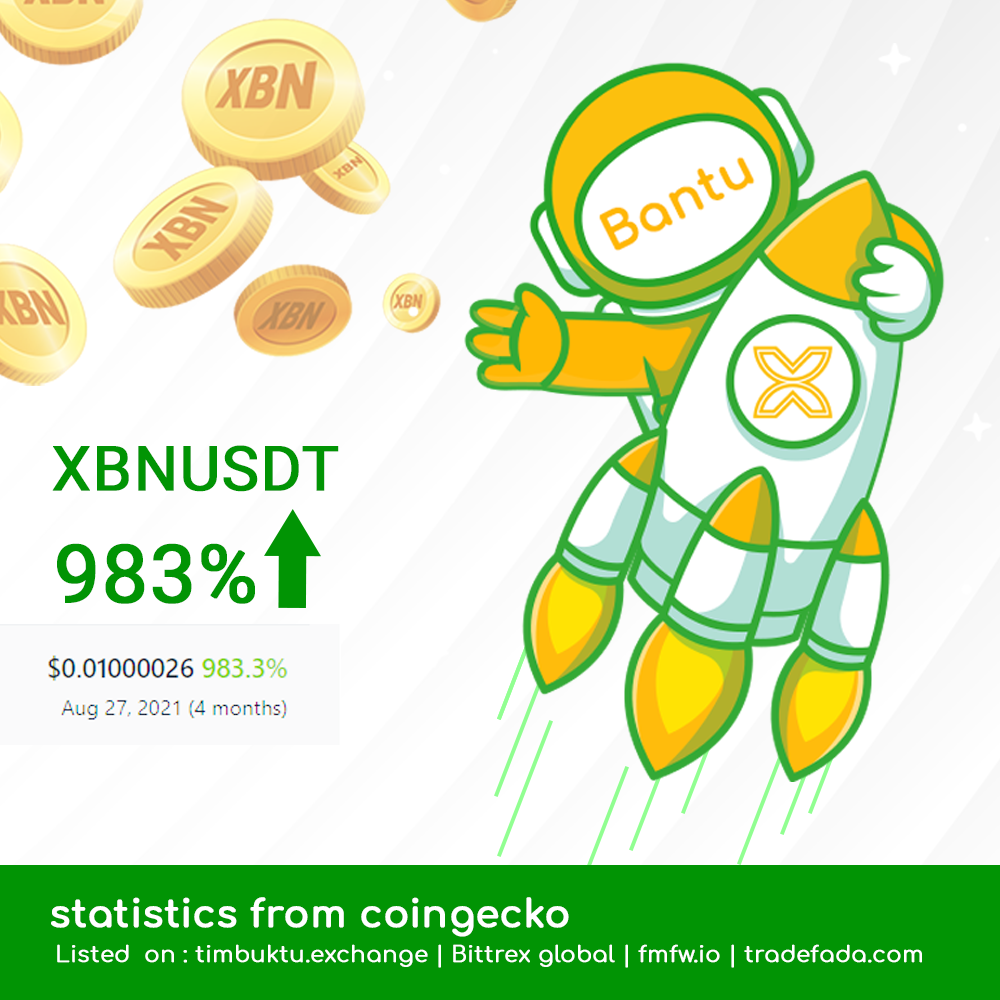 XBN
XBN
XBN
XBN
XBN
XBN
XBN
Bantu
XBNUSDT
983%
$0.01000026 983.3%
Aug 27, 2021 (4 months)
statistics from coingecko
Listed on : timbuktu.exchange | Bittrex global | fmfw.io | tradefada.com